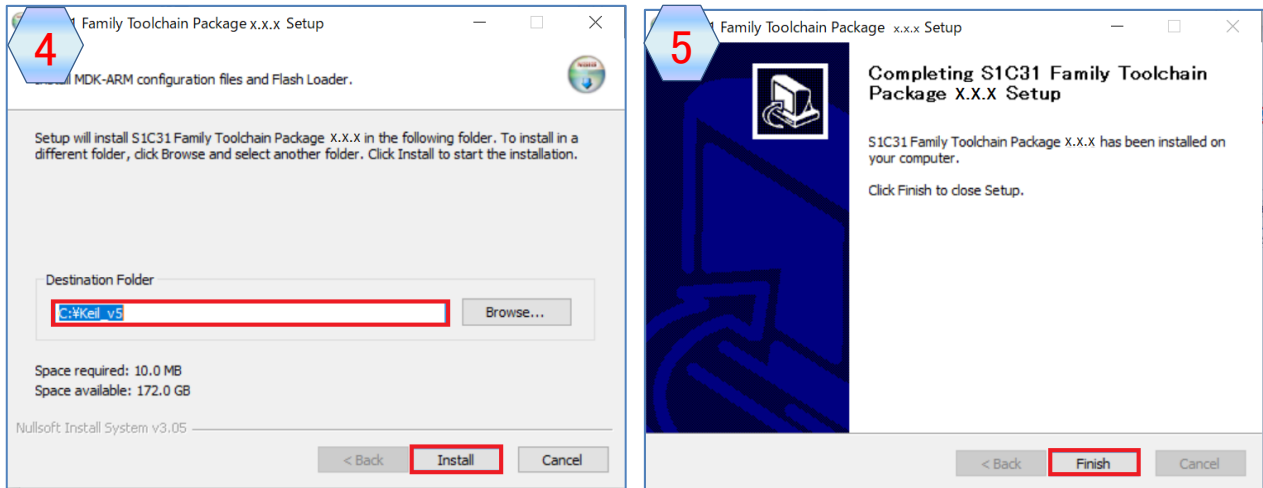 4
1 Family Toolchain Package x.x.x Setup
Install MDK-ARM configuration files and Flash Loader.
Setup will install S1C31 Family Toolchain Package X.X.X in the following folder. To install in a
different folder, click Browse and select another folder. Click Install to start the installation.
Destination Folder
C:¥Keil_v5
Browse...
Space required: 10.0 MB
Space available: 172.0 GB
Nullsoft Install System v3.05
< Back
Install
Cancel
5
1 Family Toolchain Package x.x.x Setup
Completing S1C31 Family Toolchain
Package X.X.X Setup
S1C31 Family Toolchain Package X.X.X has been installed on
your computer.
Click Finish to close Setup.
< Back
Finish
Cancel